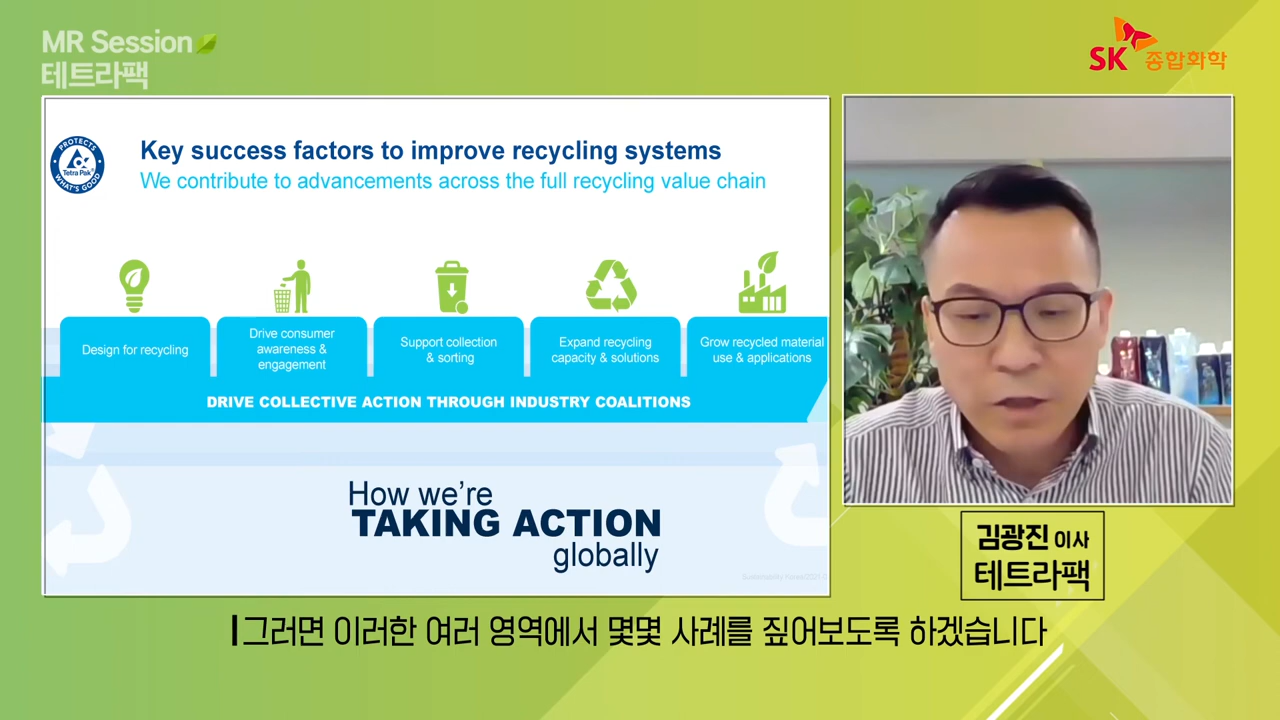 MR Session
테트라팩
SK 종합화학
PROTECTS
Tetra Pak®
WHAT'S GOOD
Key success factors to improve recycling systems
We contribute to advancements across the full recycling value chain
Design for recycling
Drive consumer
awareness &
engagement
Support collection
& sorting
Expand recycling
capacity & solutions
Grow recycled material
use & applications
DRIVE COLLECTIVE ACTION THROUGH INDUSTRY COALITIONS
How we're
TAKING ACTION
globally
김광진 이사
테트라팩
그러면 이러한 여러 영역에서 몇몇 사례를 짚어보도록 하겠습니다